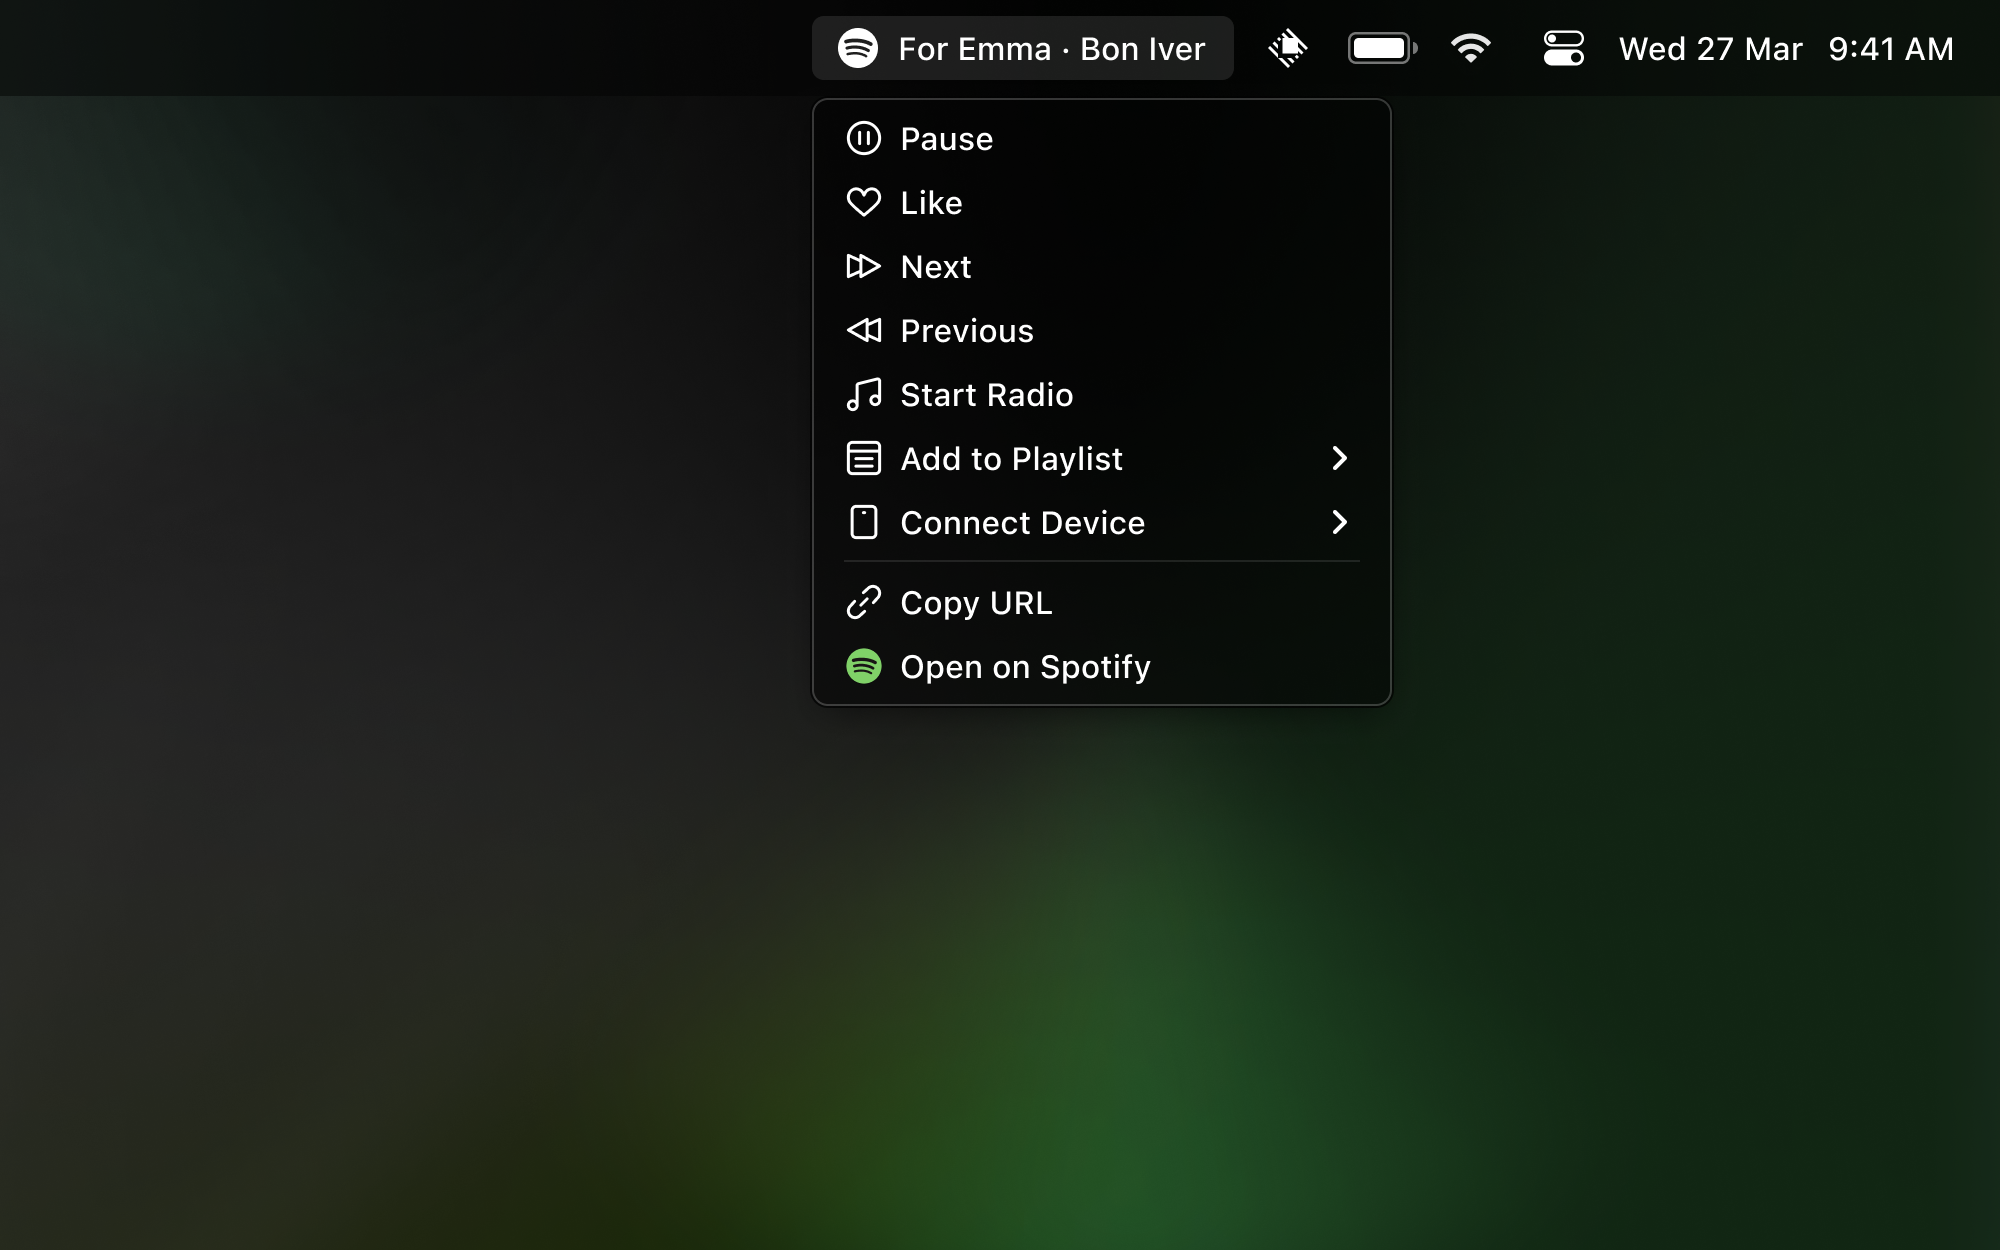 For Emma · Bon Iver
Wed 27 Mar 9:41 AM
Pause
Like
Next
Previous
Start Radio
Add to Playlist
Connect Device
Copy URL
Open on Spotify